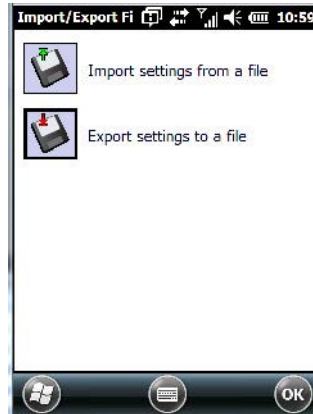 Import/Export Fi 10:59
Import settings from a file
Export settings to a file
OK